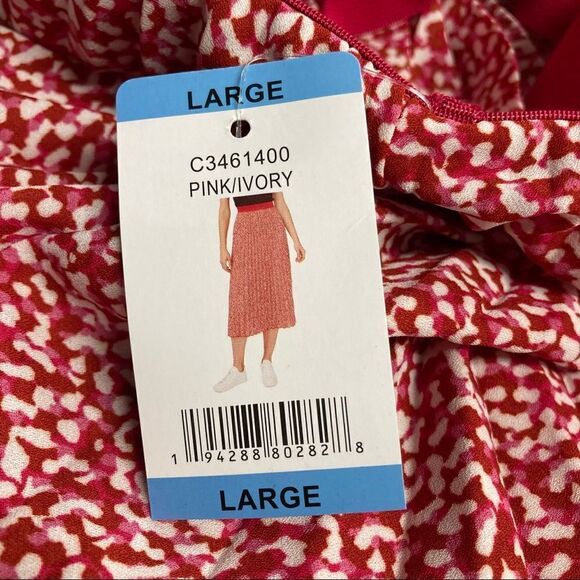 LARGE
C3461400
PINK/IVORY
1 94288 80282 8
LARGE